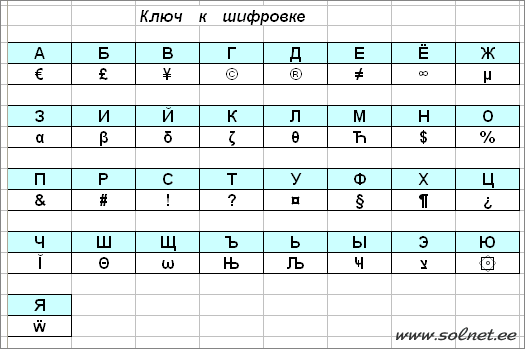 Ключ к шифровке
А Б В Г Д Е Ё Ж
€ £ ¥ © ® ≠ ∞ µ
З И Й К Л М Н О
α β δ ζ θ Ћ $ %
П Р С Т У Ф Х Ц
& # ! ? ¤ § ¶ ¿
Ч Ш Щ Ъ Ь Ы Э Ю
Ǐ Θ ω Њ Љ Ҹ צ ۞
Я
ẅ
www.solnet.ee